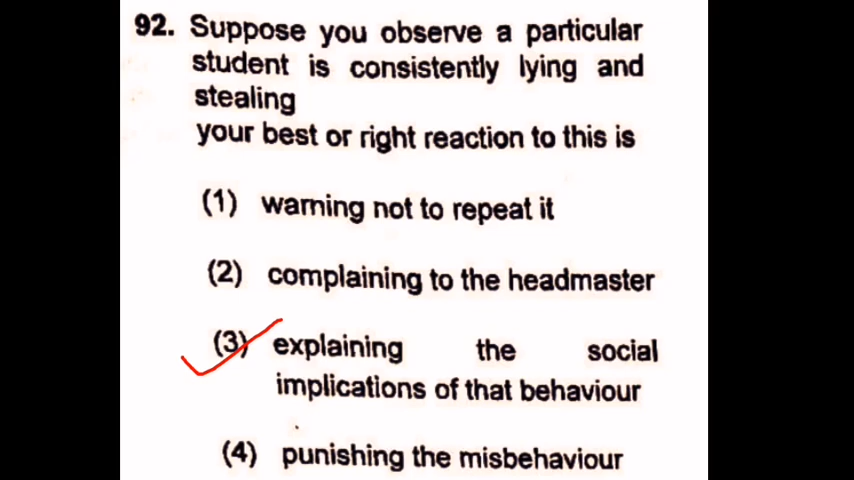 92. Suppose you observe a particular
student is consistently lying and
stealing
your best or right reaction to this is
(1) warning not to repeat it
(2) complaining to the headmaster
(3) explaining the social
implications of that behaviour
(4) punishing the misbehaviour